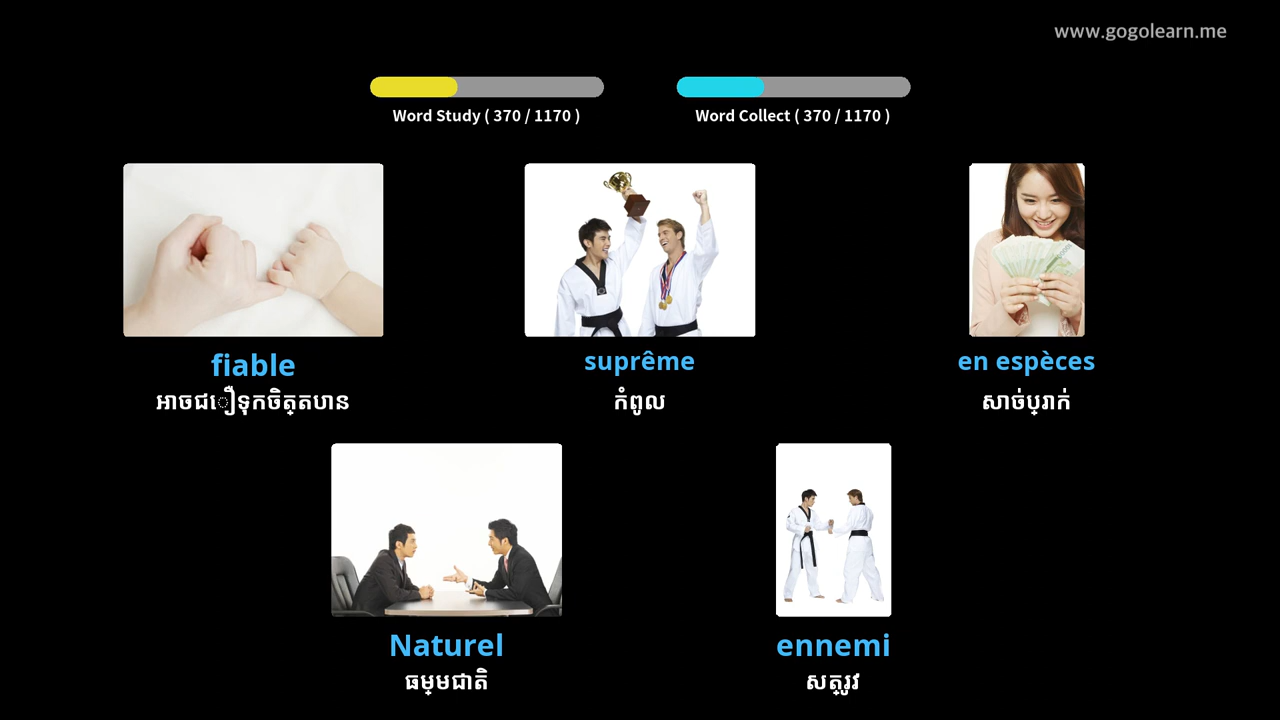 www.gogolearn.me
Word Study ( 370 / 1170 )
Word Collect ( 370 / 1170 )
fiable
suprême
en espèces
អាចជឿទុកចិត្តបាន
កំពូល
សាច់ប្រាក់
Naturel
ennemi
ធម្មជាតិ
សត្រូវ